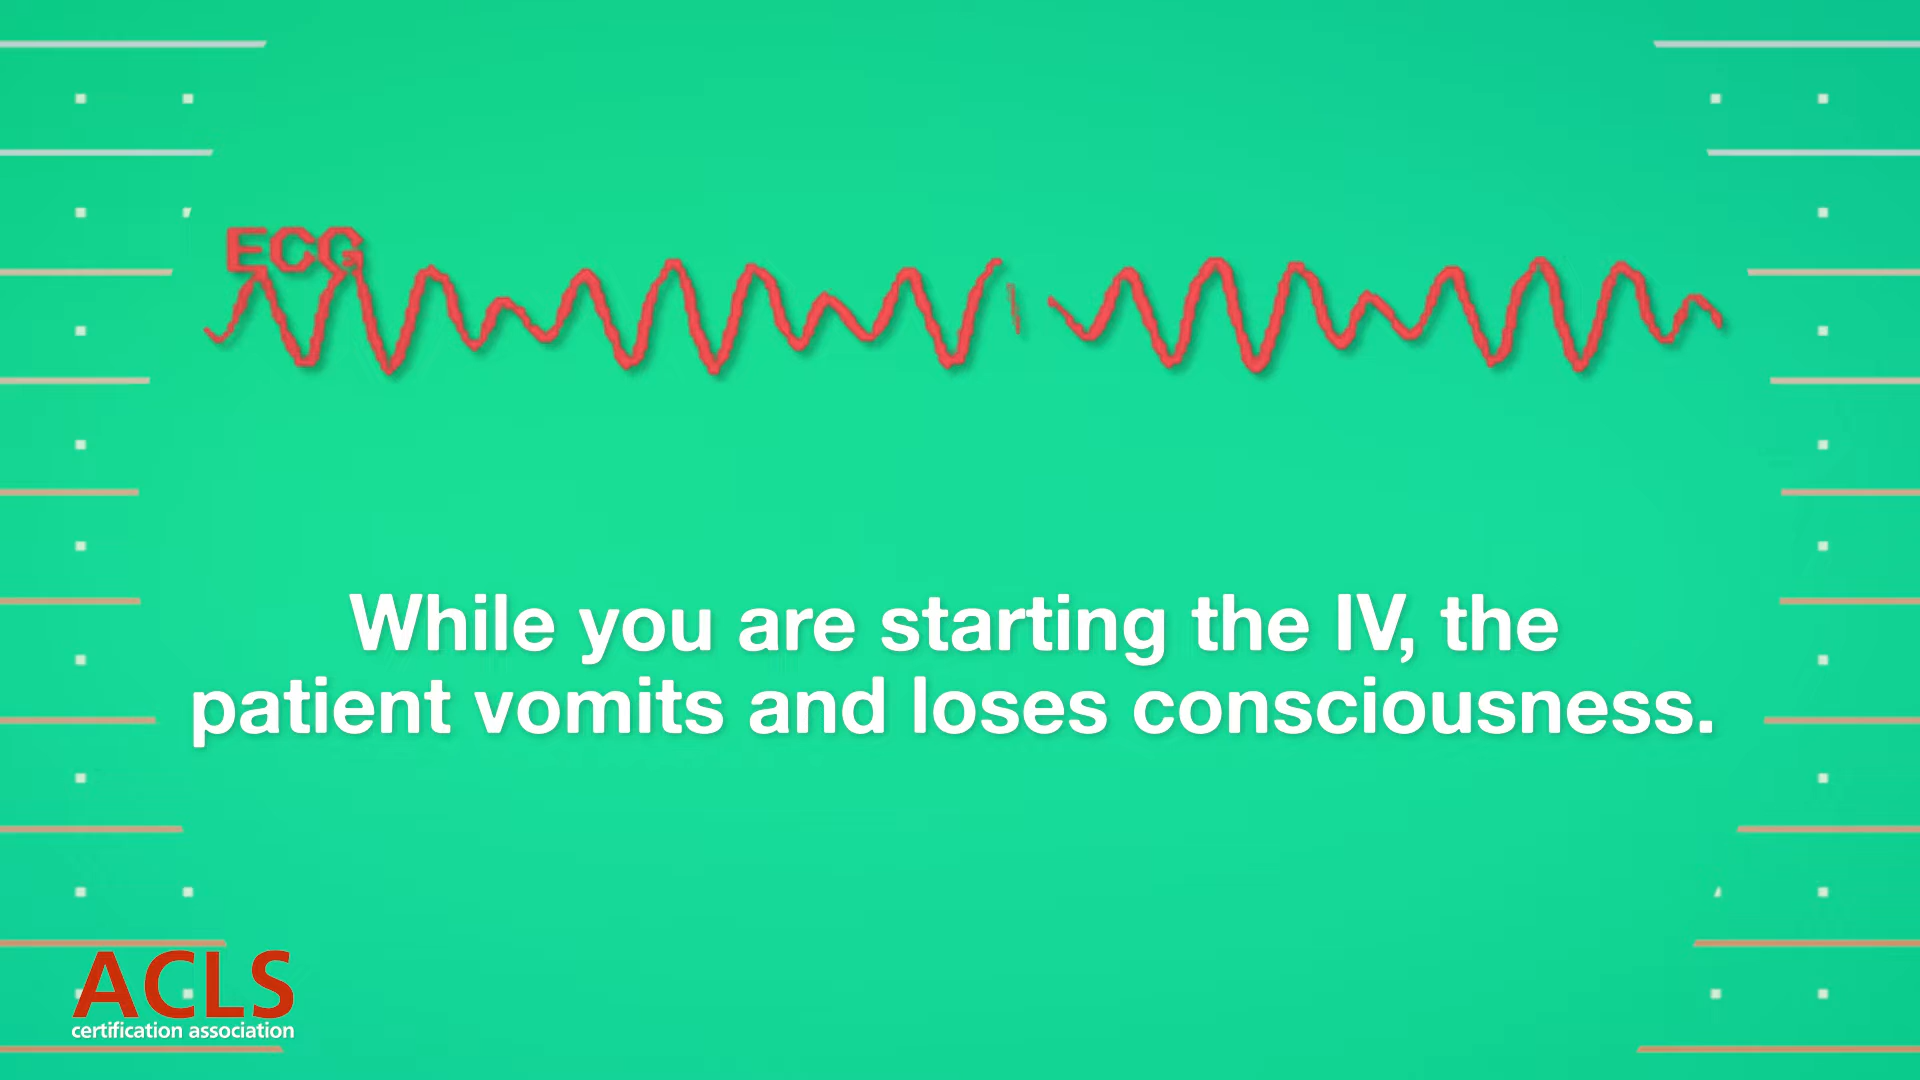 ECG
While you are starting the IV, the
patient vomits and loses consciousness.
ACLS
certification association